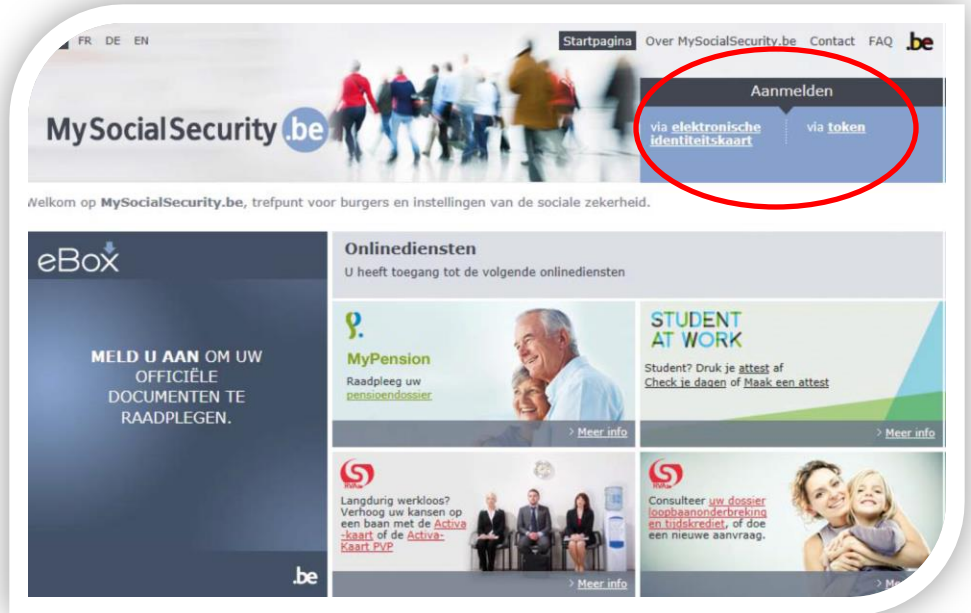 FR DE EN
Startpagina Over MySocialSecurity.be Contact FAQ .be
Aanmelden
MySocialSecurity .be
via elektronische identiteitskaart
via token
Welkom op MySocialSecurity.be, trefpunt voor burgers en instellingen van de sociale zekerheid.
eBox
MELD U AAN OM UW
OFFICIËLE
DOCUMENTEN TE
RAADPLEGEN.
.be
Onlinediensten
U heeft toegang tot de volgende onlinediensten
MyPension
Raadpleeg uw
pensioendossier
> Meer info
STUDENT
AT WORK
Student? Druk je attest af
Check je dagen of Maak een attest
> Meer info
Langdurig werkloos?
Verhoog uw kansen op
een baan met de Activa
-kaart of de Activa-
Kaart PVP
> Meer info
Consulteer uw dossier
loopbaanonderbreking
en tijdskrediet, of doe
een nieuwe aanvraag.